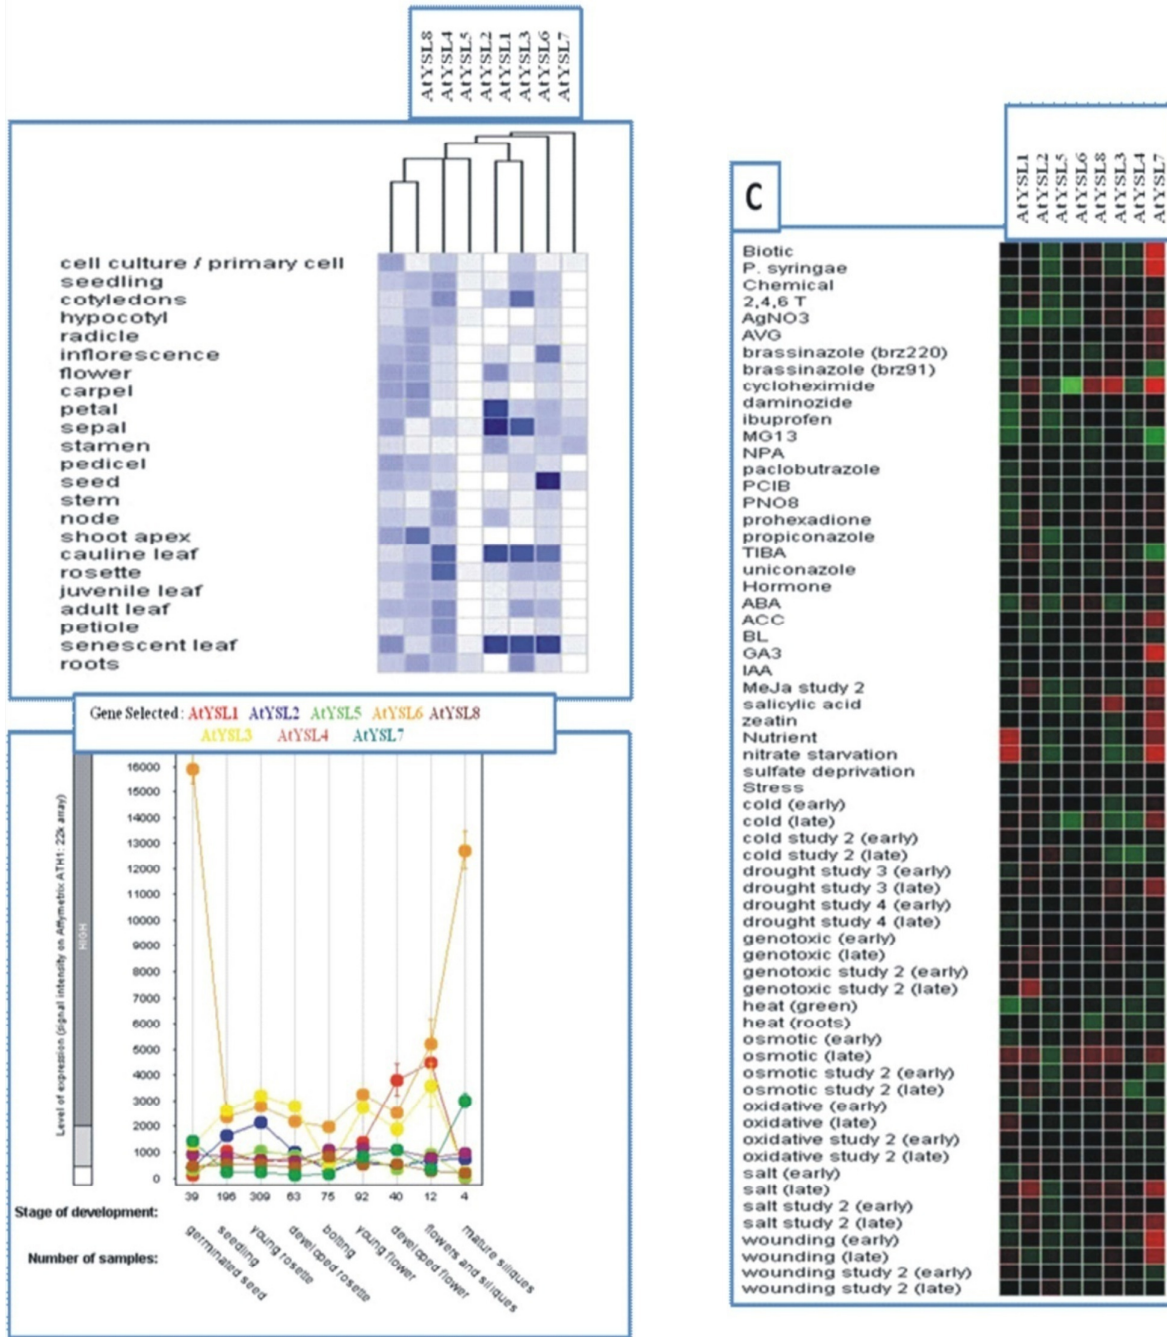 AtYSL8
AtYSL4
AtYSL5
AtYSL2
AtYSL1
AtYSL3
AtYSL6
AtYSL7
cell culture / primary cell
seedling
cotyledons
hypocotyl
radicle
inflorescence
flower
carpel
petal
sepal
stamen
pedicel
seed
stem
node
shoot apex
cauline leaf
rosette
juvenile leaf
adult leaf
petiole
senescent leaf
roots
Gene Selected : AtYSL1 AtYSL2 AtYSL5 AtYSL6 AtYSL8
AtYSL3 AtYSL4 AtYSL7
Level of expression (signal intensity on Affymetrix ATH1: 22k array)
HIGH
16000
15000
14000
13000
12000
11000
10000
9000
8000
7000
6000
5000
4000
3000
2000
1000
0
39 196 309 63 75 92 40 12 4
Stage of development:
Number of samples:
germinated seed
seedling
young rosette
developed rosette
bolting
young flower
developed flower
flowers and siliques
mature siliques
C
AtYSL1
AtYSL2
AtYSL5
AtYSL6
AtYSL8
AtYSL3
AtYSL4
AtYSL7
Biotic
P. syringae
Chemical
2,4,6 T
AgNO3
AVG
brassinazole (brz220)
brassinazole (brz91)
cycloheximide
daminozide
ibuprofen
MG13
NPA
paclobutrazole
PCIB
PNO8
prohexadione
propiconazole
TIBA
uniconazole
Hormone
ABA
ACC
BL
GA3
IAA
MeJa study 2
salicylic acid
zeatin
Nutrient
nitrate starvation
sulfate deprivation
Stress
cold (early)
cold (late)
cold study 2 (early)
cold study 2 (late)
drought study 3 (early)
drought study 3 (late)
drought study 4 (early)
drought study 4 (late)
genotoxic (early)
genotoxic (late)
genotoxic study 2 (early)
genotoxic study 2 (late)
heat (green)
heat (roots)
osmotic (early)
osmotic (late)
osmotic study 2 (early)
osmotic study 2 (late)
oxidative (early)
oxidative (late)
oxidative study 2 (early)
oxidative study 2 (late)
salt (early)
salt (late)
salt study 2 (early)
salt study 2 (late)
wounding (early)
wounding (late)
wounding study 2 (early)
wounding study 2 (late)